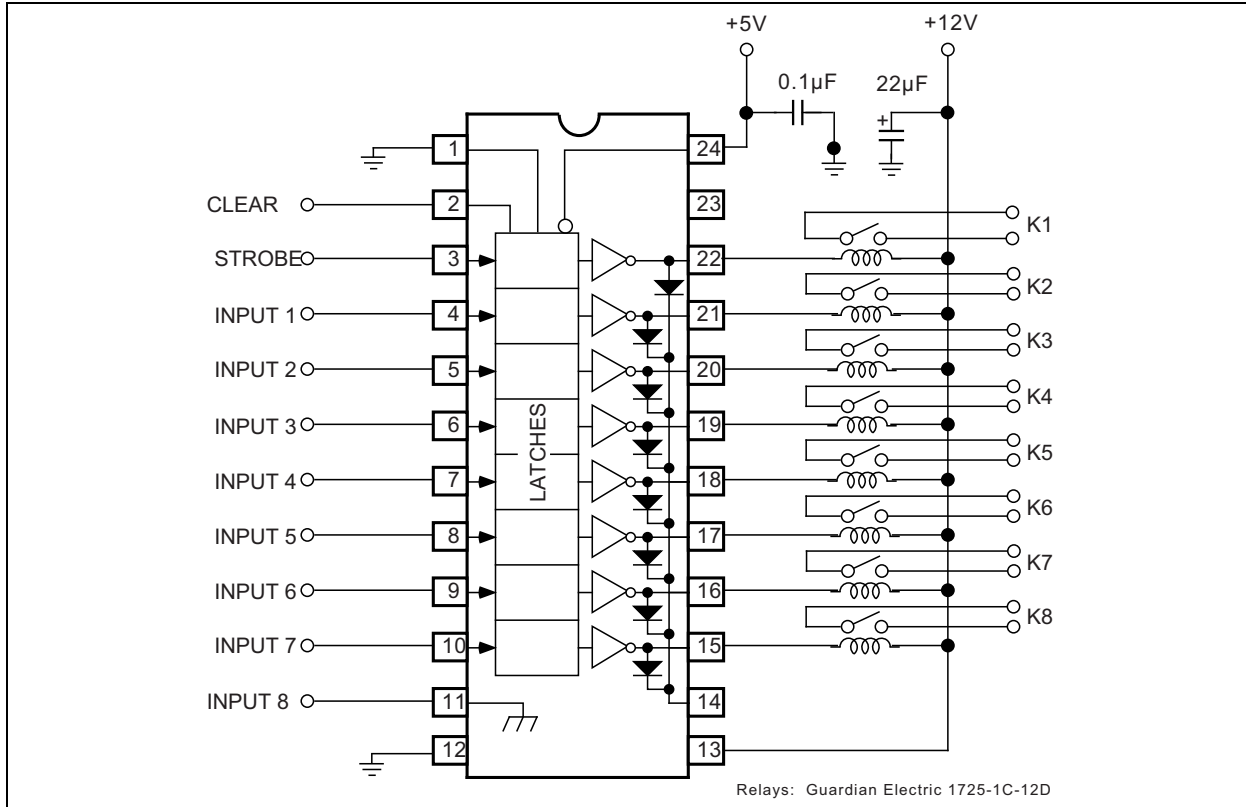 +5V
+12V
0.1µF
22µF
+
1
24
CLEAR
2
23
STROBE
3
22
K1
INPUT 1
4
21
K2
INPUT 2
5
20
K3
INPUT 3
6
19
K4
LATCHES
INPUT 4
7
18
K5
INPUT 5
8
17
K6
INPUT 6
9
16
K7
INPUT 7
10
15
K8
INPUT 8
11
14
12
13
Relays: Guardian Electric 1725-1C-12D